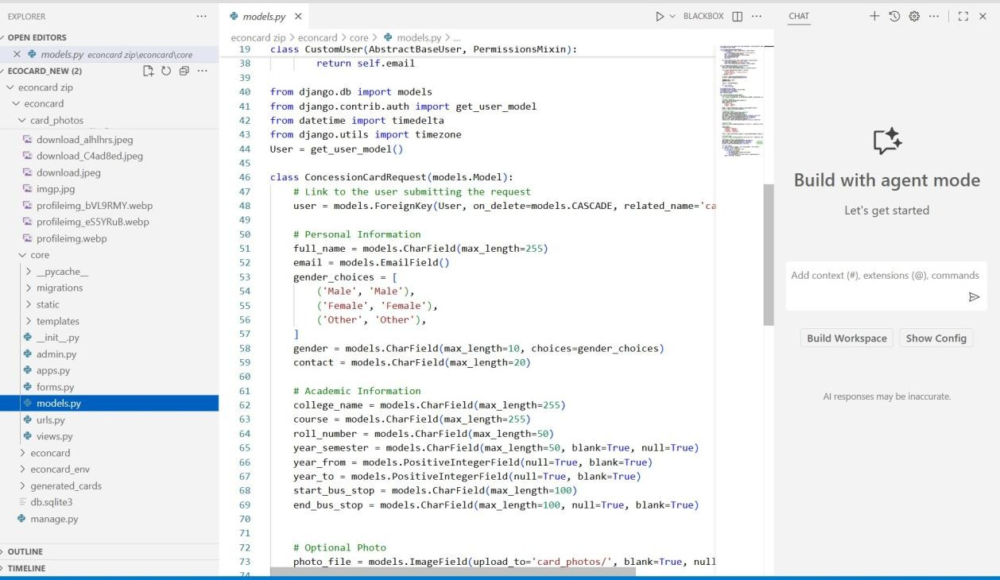 EXPLORER
OPEN EDITORS
models.py econcard zip\econcard\core
ECOCARD_NEW (2)
econcard zip
econcard
card_photos
download_alhlhrs.jpeg
download_C4ad8ed.jpeg
download.jpeg
imgp.jpg
profileimg_bVL9RMY.webp
profileimg_eS5YRuB.webp
profileimg.webp
core
__pycache__
migrations
static
templates
__init__.py
admin.py
apps.py
forms.py
models.py
urls.py
views.py
econcard
econcard_env
generated_cards
db.sqlite3
manage.py
OUTLINE
TIMELINE
models.py
BLACKBOX
econcard zip > econcard > core > models.py > ...
19 class CustomUser(AbstractBaseUser, PermissionsMixin):
38 return self.email
39
40 from django.db import models
41 from django.contrib.auth import get_user_model
42 from datetime import timedelta
43 from django.utils import timezone
44 User = get_user_model()
45
46 class ConcessionCardRequest(models.Model):
47 # Link to the user submitting the request
48 user = models.ForeignKey(User, on_delete=models.CASCADE, related_name='ca
49
50 # Personal Information
51 full_name = models.CharField(max_length=255)
52 email = models.EmailField()
53 gender_choices = [
54 ('Male', 'Male'),
55 ('Female', 'Female'),
56 ('Other', 'Other'),
57 ]
58 gender = models.CharField(max_length=10, choices=gender_choices)
59 contact = models.CharField(max_length=20)
60
61 # Academic Information
62 college_name = models.CharField(max_length=255)
63 course = models.CharField(max_length=255)
64 roll_number = models.CharField(max_length=50)
65 year_semester = models.CharField(max_length=50, blank=True, null=True)
66 year_from = models.PositiveIntegerField(null=True, blank=True)
67 year_to = models.PositiveIntegerField(null=True, blank=True)
68 start_bus_stop = models.CharField(max_length=100)
69 end_bus_stop = models.CharField(max_length=100, null=True, blank=True)
70
71
72 # Optional Photo
73 photo_file = models.ImageField(upload_to='card_photos/', blank=True, null
74
CHAT
Build with agent mode
Let's get started
Add context (#), extensions (@), commands
Build Workspace
Show Config
AI responses may be inaccurate.